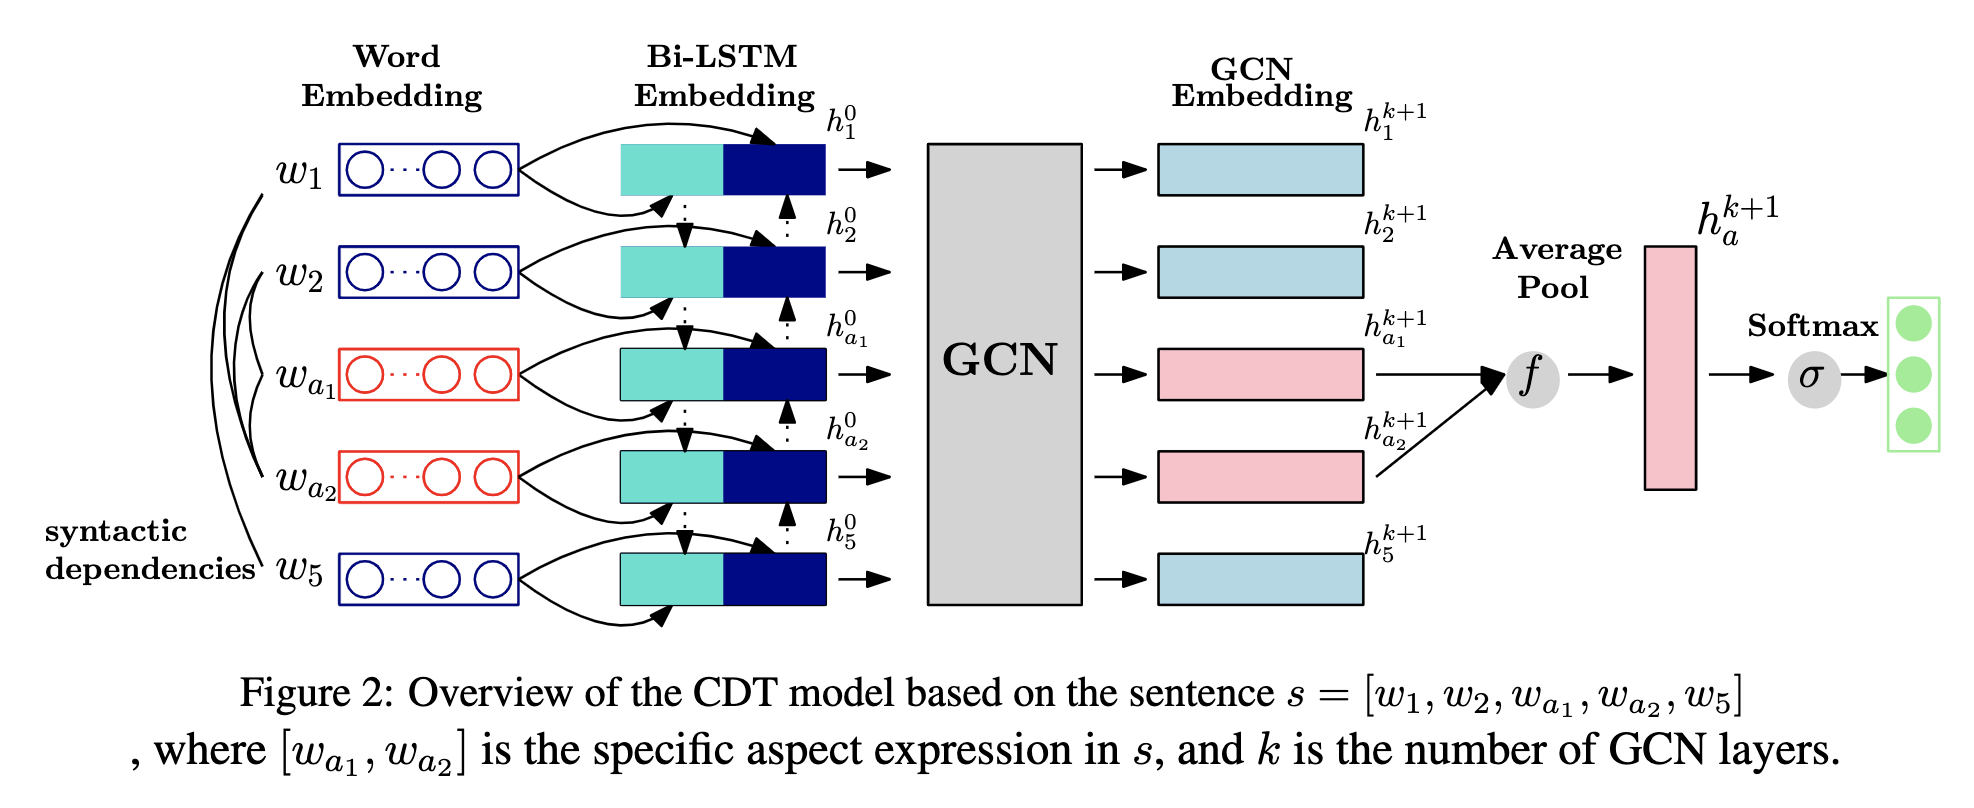 Word
Embedding
Bi-LSTM
Embedding
GCN
Embedding
h_1^0
h_1^{k+1}
w_1
h_2^0
h_2^{k+1}
h_a^{k+1}
w_2
Average
Pool
h_{a_1}^0
h_{a_1}^{k+1}
Softmax
w_{a_1}
GCN
f
σ
h_{a_2}^0
h_{a_2}^{k+1}
w_{a_2}
syntactic
dependencies
h_5^0
h_5^{k+1}
w_5
Figure 2: Overview of the CDT model based on the sentence s = [w_1, w_2, w_{a_1}, w_{a_2}, w_5]
, where [w_{a_1}, w_{a_2}] is the specific aspect expression in s, and k is the number of GCN layers.